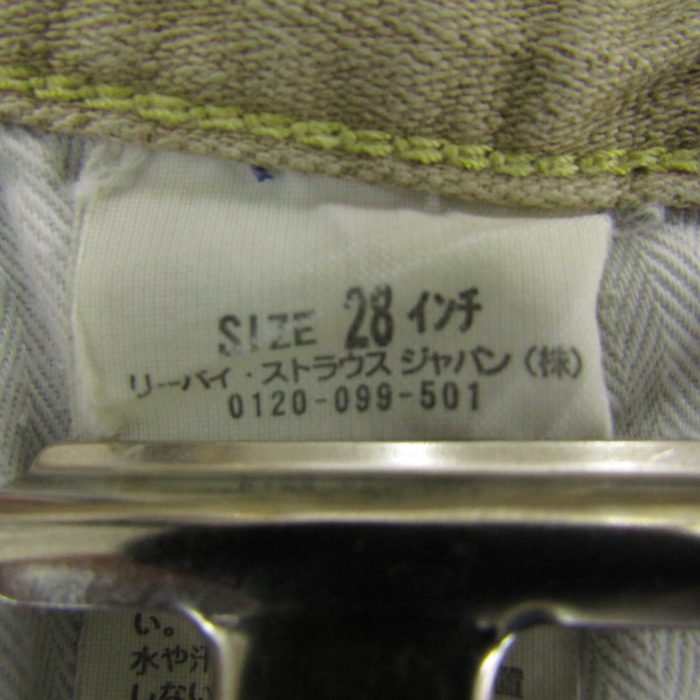 SIZE 28 インチ
リーバイ・ストラウス ジャパン（株）
0120-099-501
い。
水や汗
しない